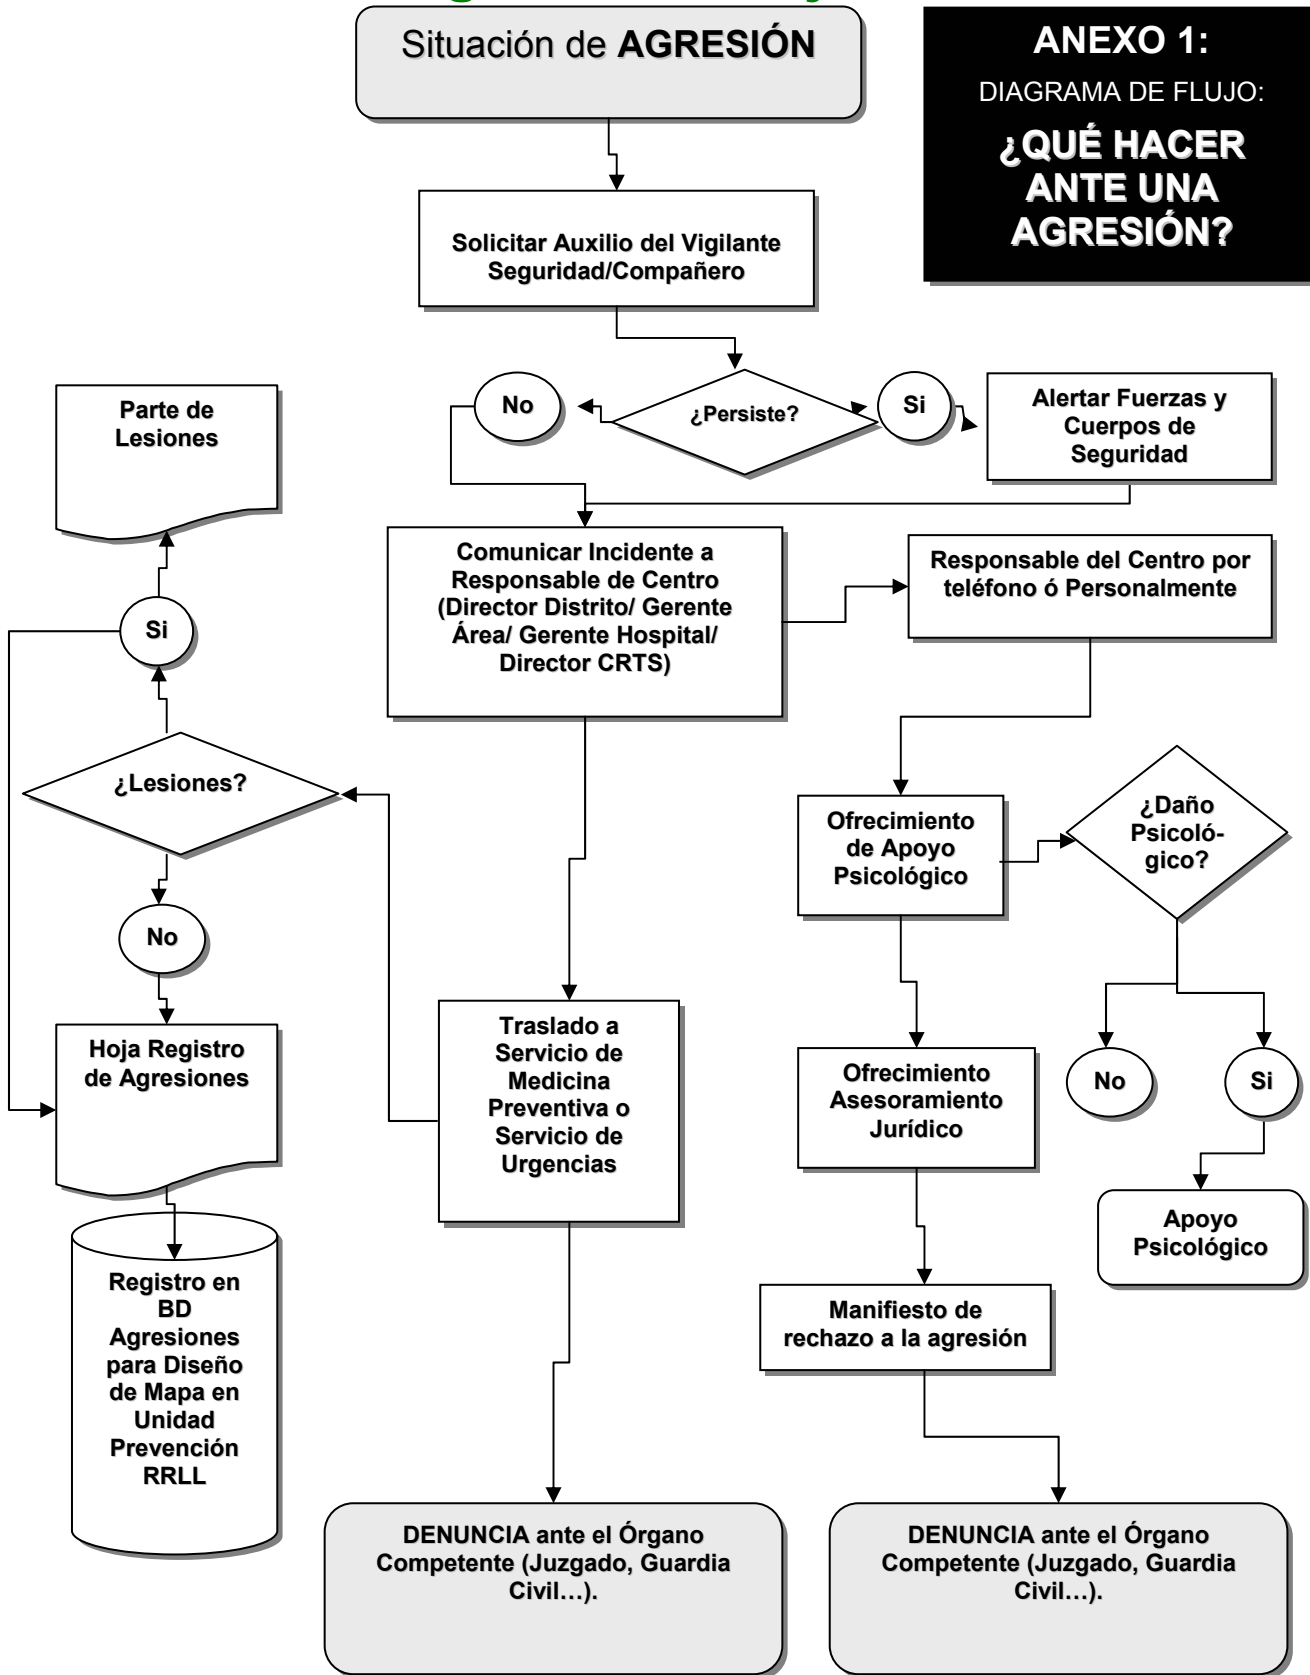 Situación de AGRESIÓN
ANEXO 1:
DIAGRAMA DE FLUJO:
¿QUÉ HACER
ANTE UNA
AGRESIÓN?
Solicitar Auxilio del Vigilante
Seguridad/Compañero
Parte de
Lesiones
No
¿Persiste?
Si
Alertar Fuerzas y
Cuerpos de
Seguridad
Comunicar Incidente a
Responsable de Centro
(Director Distrito/ Gerente
Área/ Gerente Hospital/
Director CRTS)
Responsable del Centro por
teléfono ó Personalmente
Si
¿Lesiones?
No
Ofrecimiento
de Apoyo
Psicológico
¿Daño
Psicoló-
gico?
Hoja Registro
de Agresiones
Traslado a
Servicio de
Medicina
Preventiva o
Servicio de
Urgencias
Ofrecimiento
Asesoramiento
Jurídico
No
Si
Apoyo
Psicológico
Registro en
BD
Agresiones
para Diseño
de Mapa en
Unidad
Prevención
RRLL
Manifiesto de
rechazo a la agresión
DENUNCIA ante el Órgano
Competente (Juzgado, Guardia
Civil…).
DENUNCIA ante el Órgano
Competente (Juzgado, Guardia
Civil…).